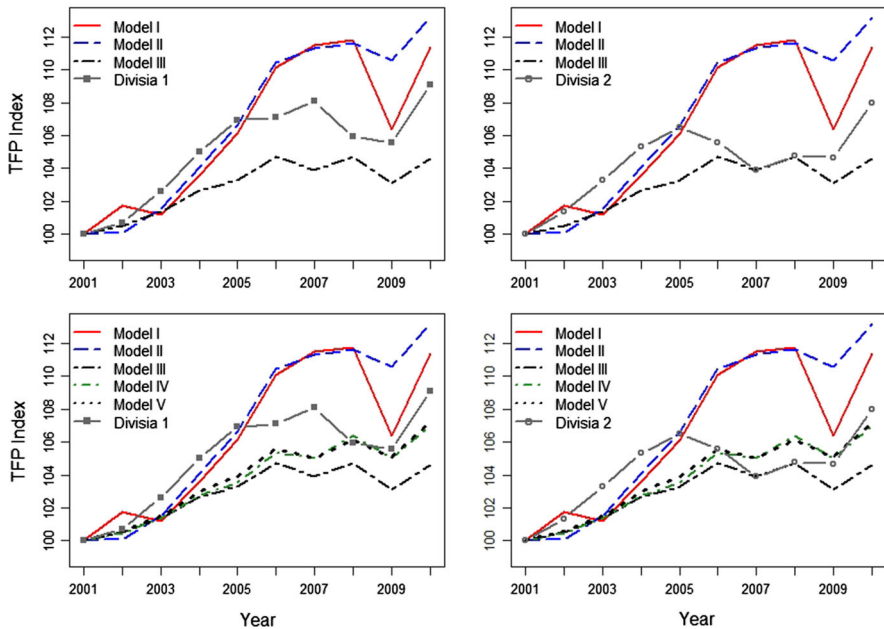 TFP Index
112
110
108
106
104
102
100
Model I
Model II
Model III
Divisia 1
2001
2003
2005
2007
2009
112
110
108
106
104
102
100
Model I
Model II
Model III
Divisia 2
2001
2003
2005
2007
2009
TFP Index
112
110
108
106
104
102
100
Model I
Model II
Model III
Model IV
Model V
Divisia 1
2001
2003
2005
2007
2009
Year
112
110
108
106
104
102
100
Model I
Model II
Model III
Model IV
Model V
Divisia 2
2001
2003
2005
2007
2009
Year